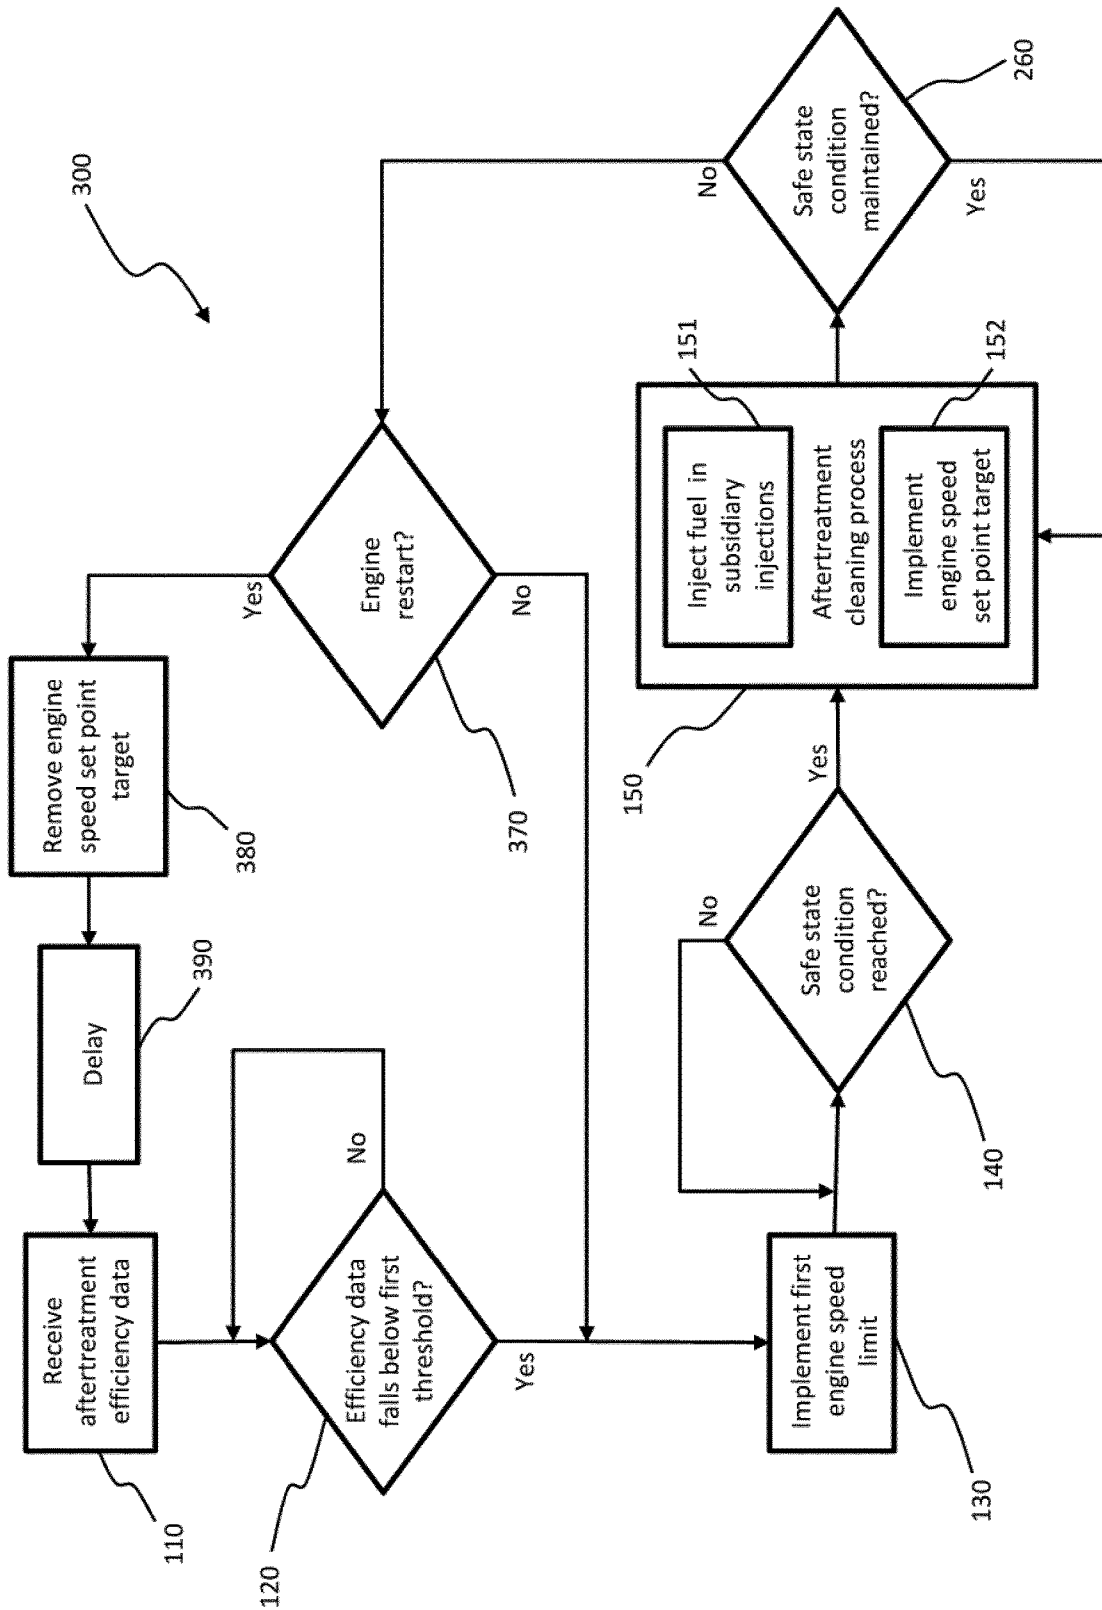 300
Receive
aftertreatment
efficiency data
110
Delay
390
Remove engine
speed set point
target
380
Efficiency data
falls below first
threshold?
120
No
Yes
Engine
restart?
370
Yes
No
Implement first
engine speed
limit
130
Safe state
condition
reached?
140
No
Yes
150
Inject fuel in
subsidiary
injections
151
Aftertreatment
cleaning process
Implement
engine speed
set point target
152
Safe state
condition
maintained?
260
No
Yes